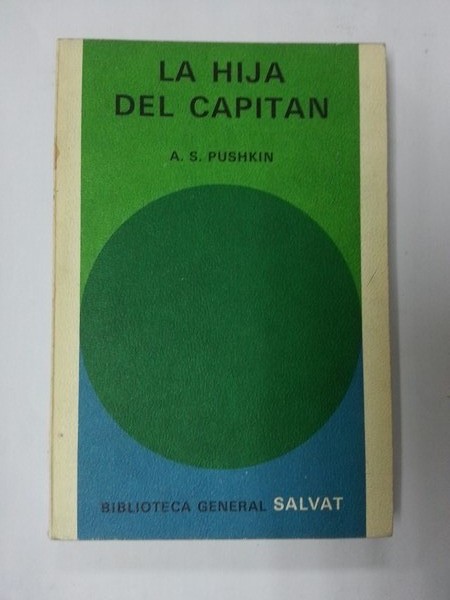 LA HIJA
DEL CAPITAN
A. S. PUSHKIN
BIBLIOTECA GENERAL SALVAT